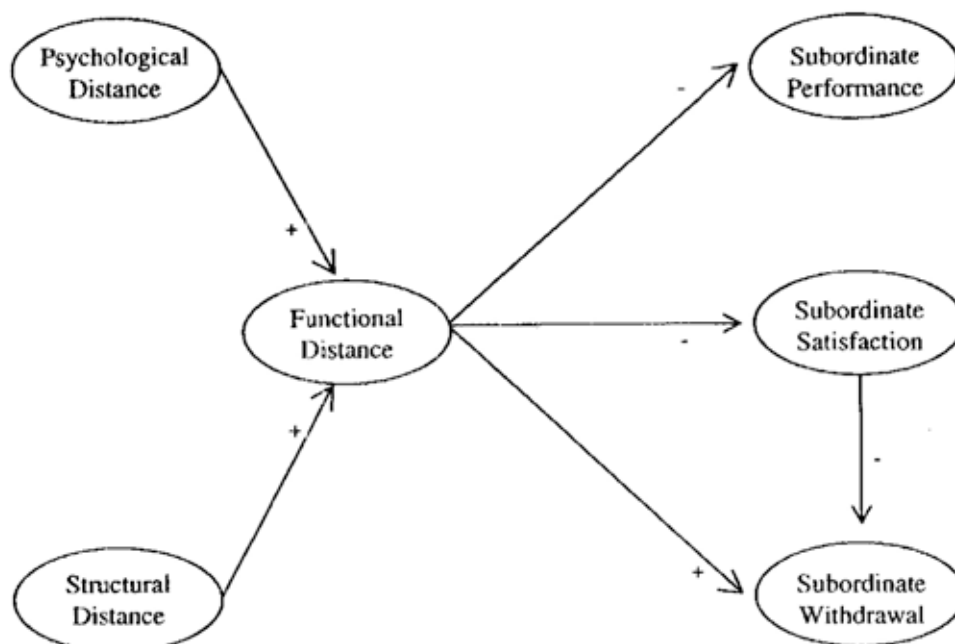 Psychological
Distance
Subordinate
Performance
-
+
Functional
Distance
Subordinate
Satisfaction
-
+
-
Structural
Distance
+
Subordinate
Withdrawal